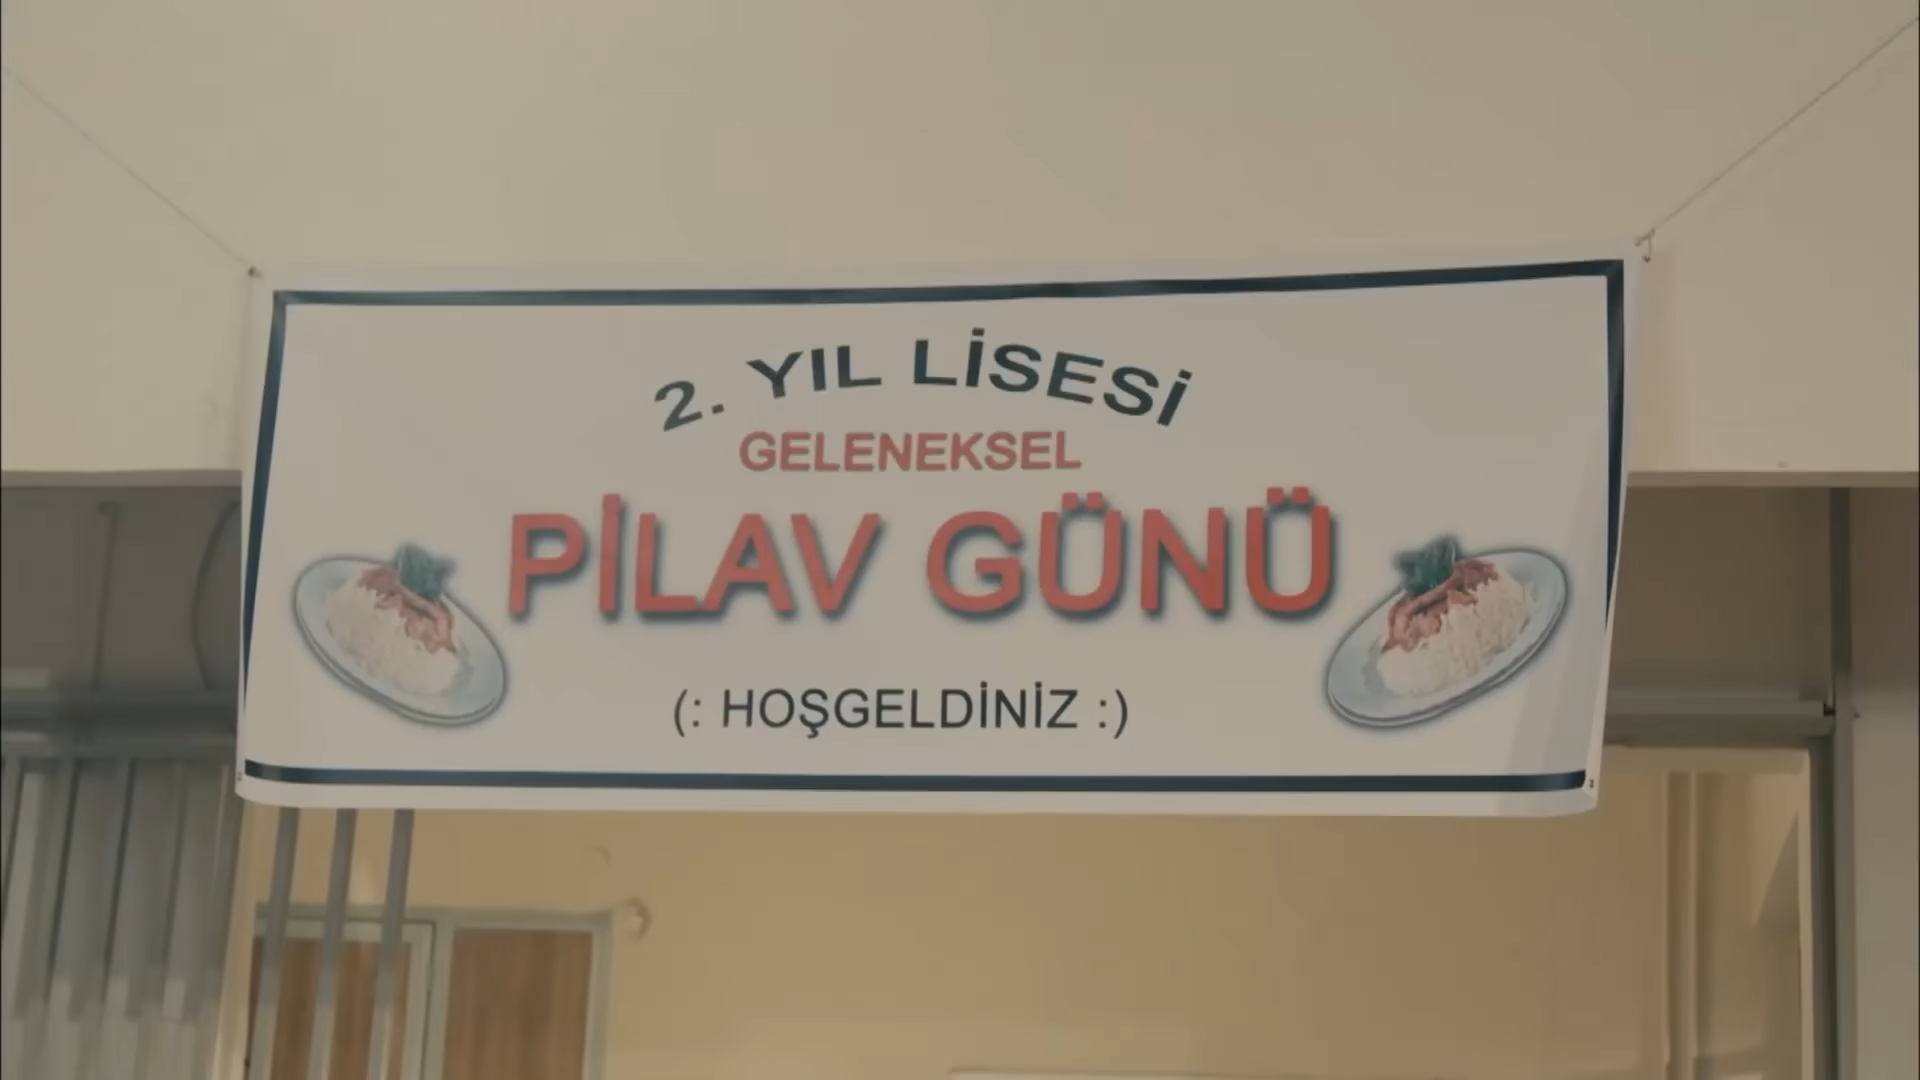 2. YIL LİSESİ
GELENEKSEL
PİLAV GÜNÜ
(: HOŞGELDİNİZ :)